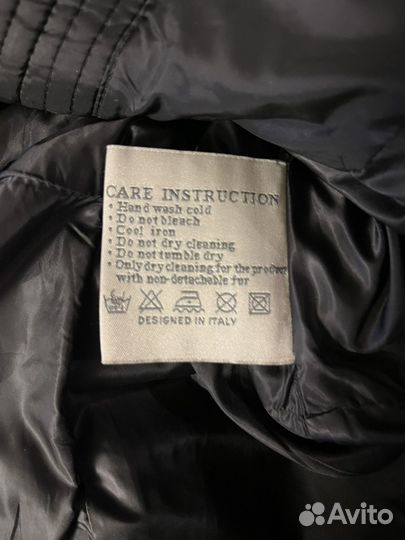 CARE INSTRUCTION
• Hand wash cold
• Do not bleach
• Cool iron
• Do not dry cleaning
• Do not tumble dry
• Only dry cleaning for the product
with non-detachable fur
DESIGNED IN ITALY
Avito